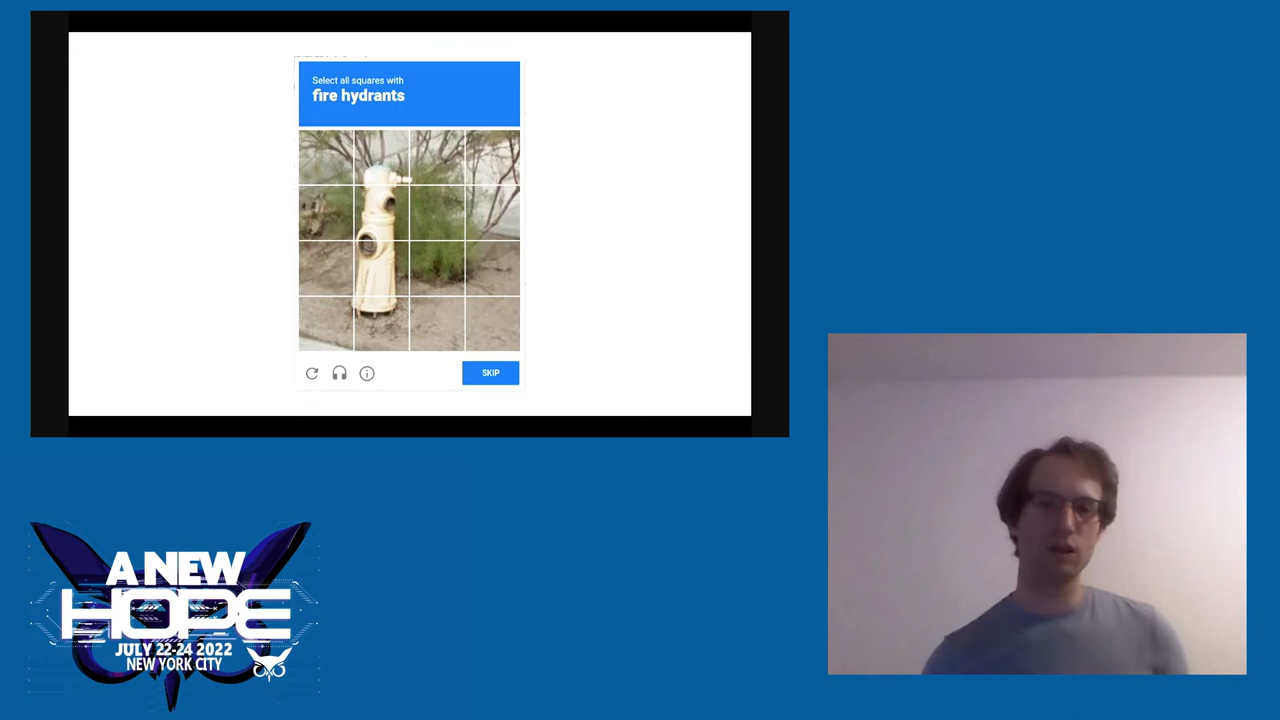 Select all squares with
fire hydrants
SKIP
A NEW
HOPE
JULY 22-24 2022
NEW YORK CITY